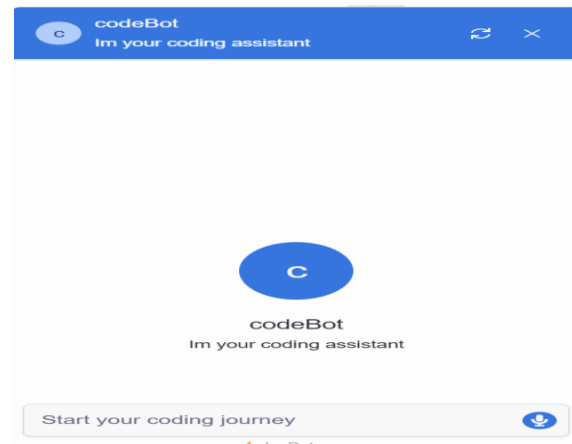 c
codeBot
Im your coding assistant
C
codeBot
Im your coding assistant
Start your coding journey